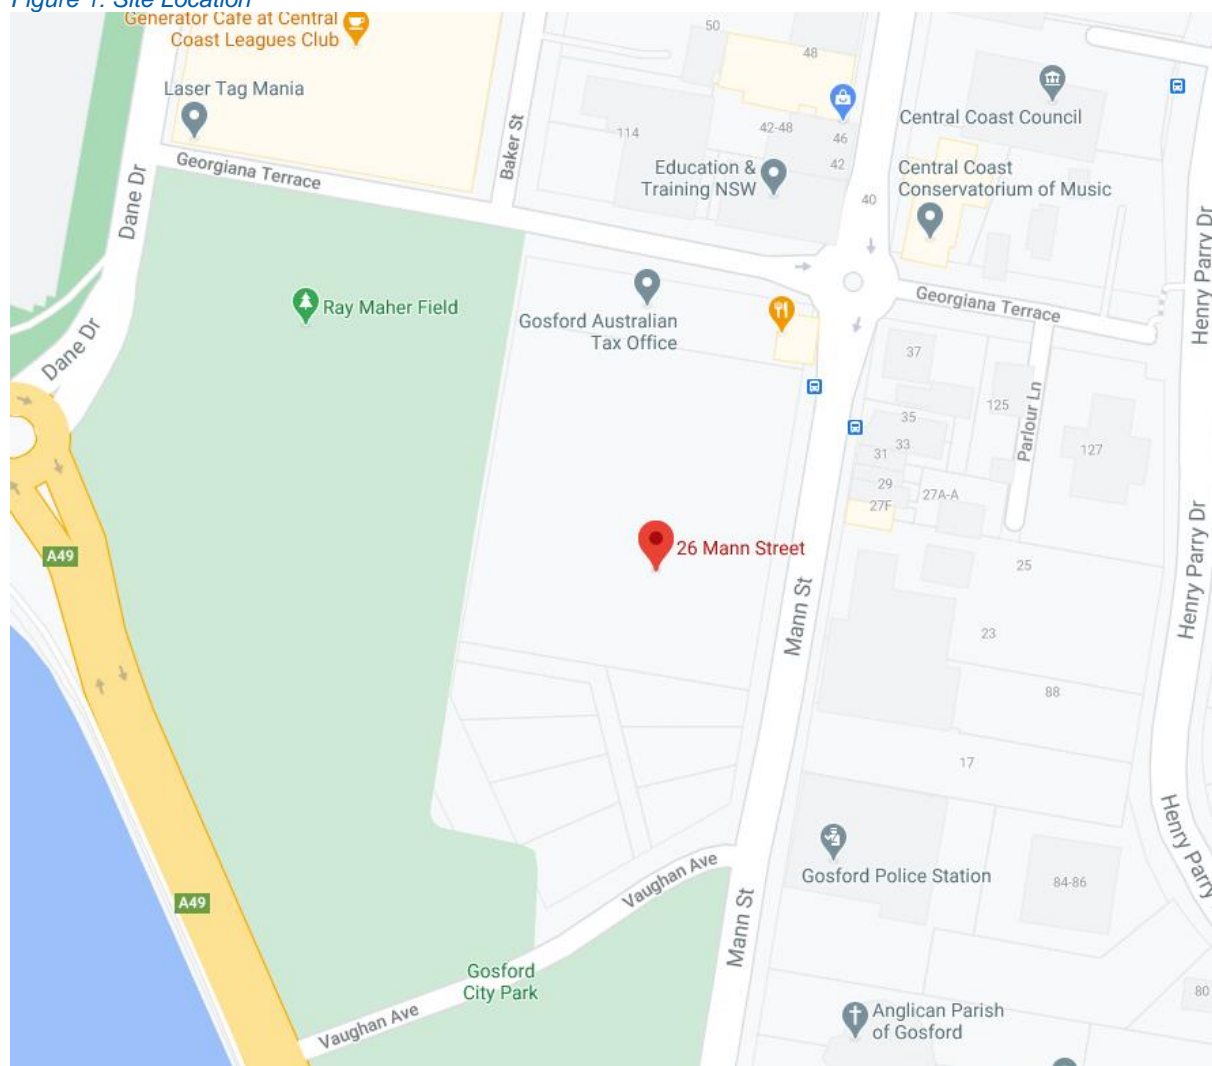 Figure 1: Site Location
Generator Cafe at Central
Coast Leagues Club
50
48
Laser Tag Mania
Central Coast Council
Baker St
114
42-48
46
42
Education &
Training NSW
Central Coast
Conservatorium of Music
Georgiana Terrace
Dane Dr
40
Henry Parry Dr
Ray Maher Field
Georgiana Terrace
Gosford Australian
Tax Office
Dane Dr
37
125
Parlour Ln
35
33
31
127
29
27A-A
27F
A49
26 Mann Street
25
Henry Parry Dr
Mann St
23
88
17
Henry Parry
Gosford Police Station
84-86
Vaughan Ave
A49
Mann St
Gosford
City Park
80
Anglican Parish
of Gosford
Vaughan Ave